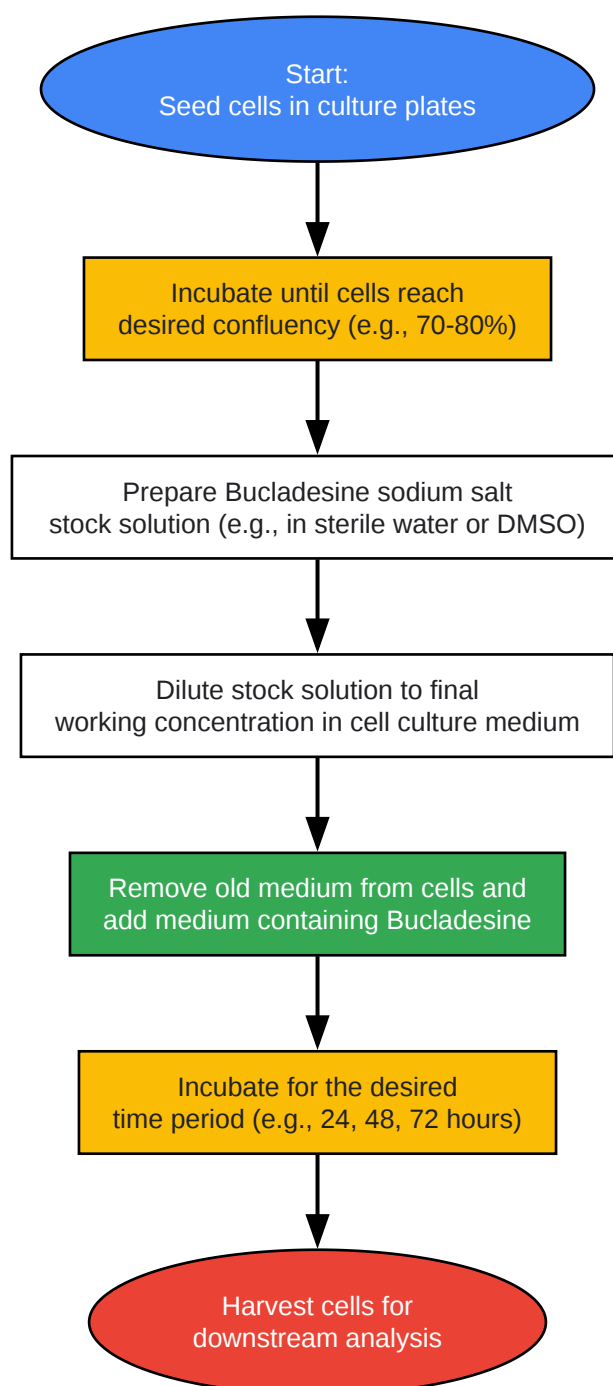 Start:
Seed cells in culture plates
Incubate until cells reach
desired confluency (e.g., 70-80%)
Prepare Bucladesine sodium salt
stock solution (e.g., in sterile water or DMSO)
Dilute stock solution to final
working concentration in cell culture medium
Remove old medium from cells and
add medium containing Bucladesine
Incubate for the desired
time period (e.g., 24, 48, 72 hours)
Harvest cells for
downstream analysis